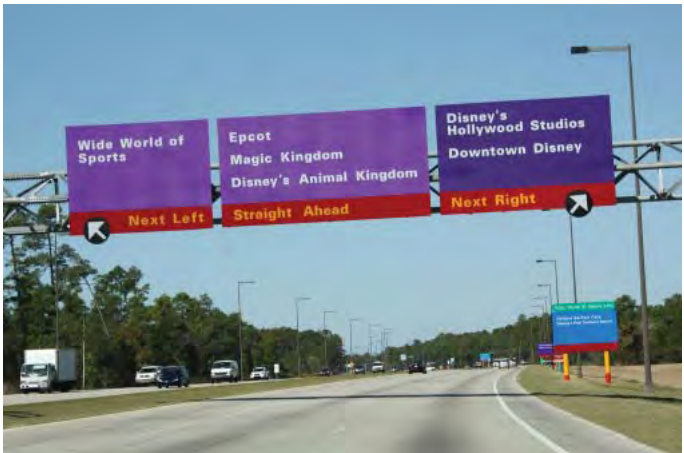 Wide World of
Sports
Next Left
Epcot
Magic Kingdom
Disney's Animal Kingdom
Straight Ahead
Disney's
Hollywood Studios
Downtown Disney
Next Right